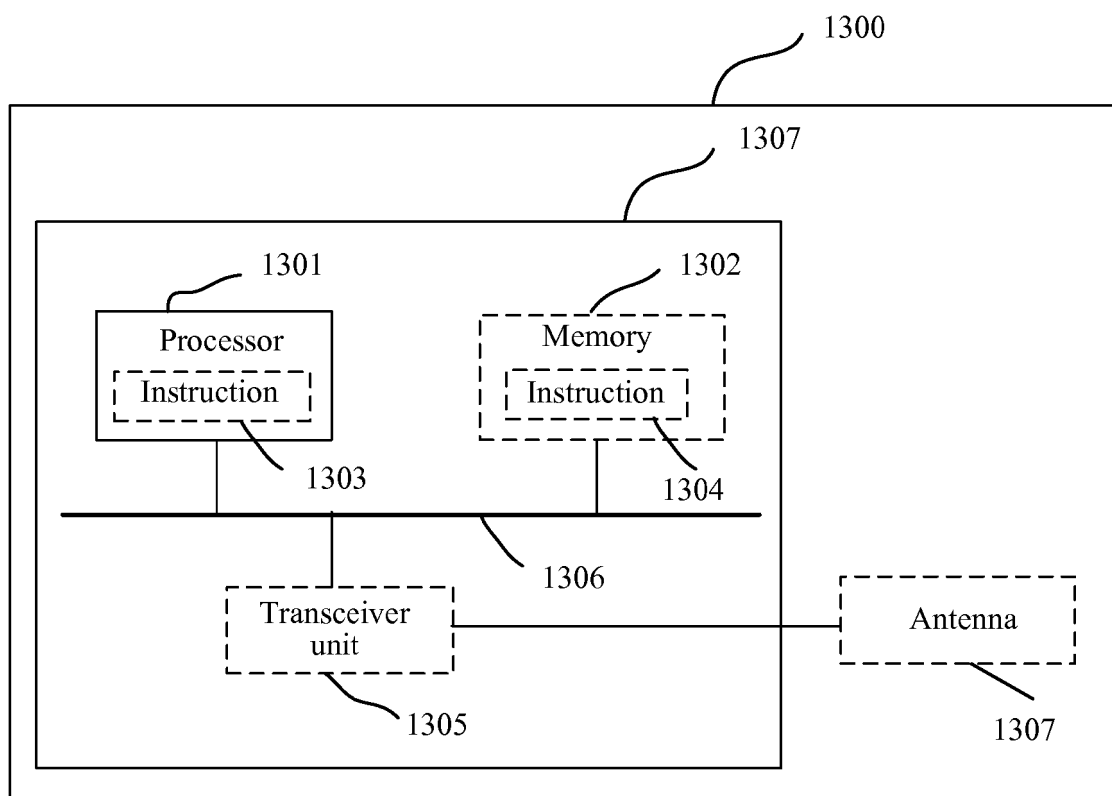 1300
1307
1301
1302
Processor
Memory
Instruction
Instruction
1303
1304
1306
Transceiver
unit
Antenna
1305
1307